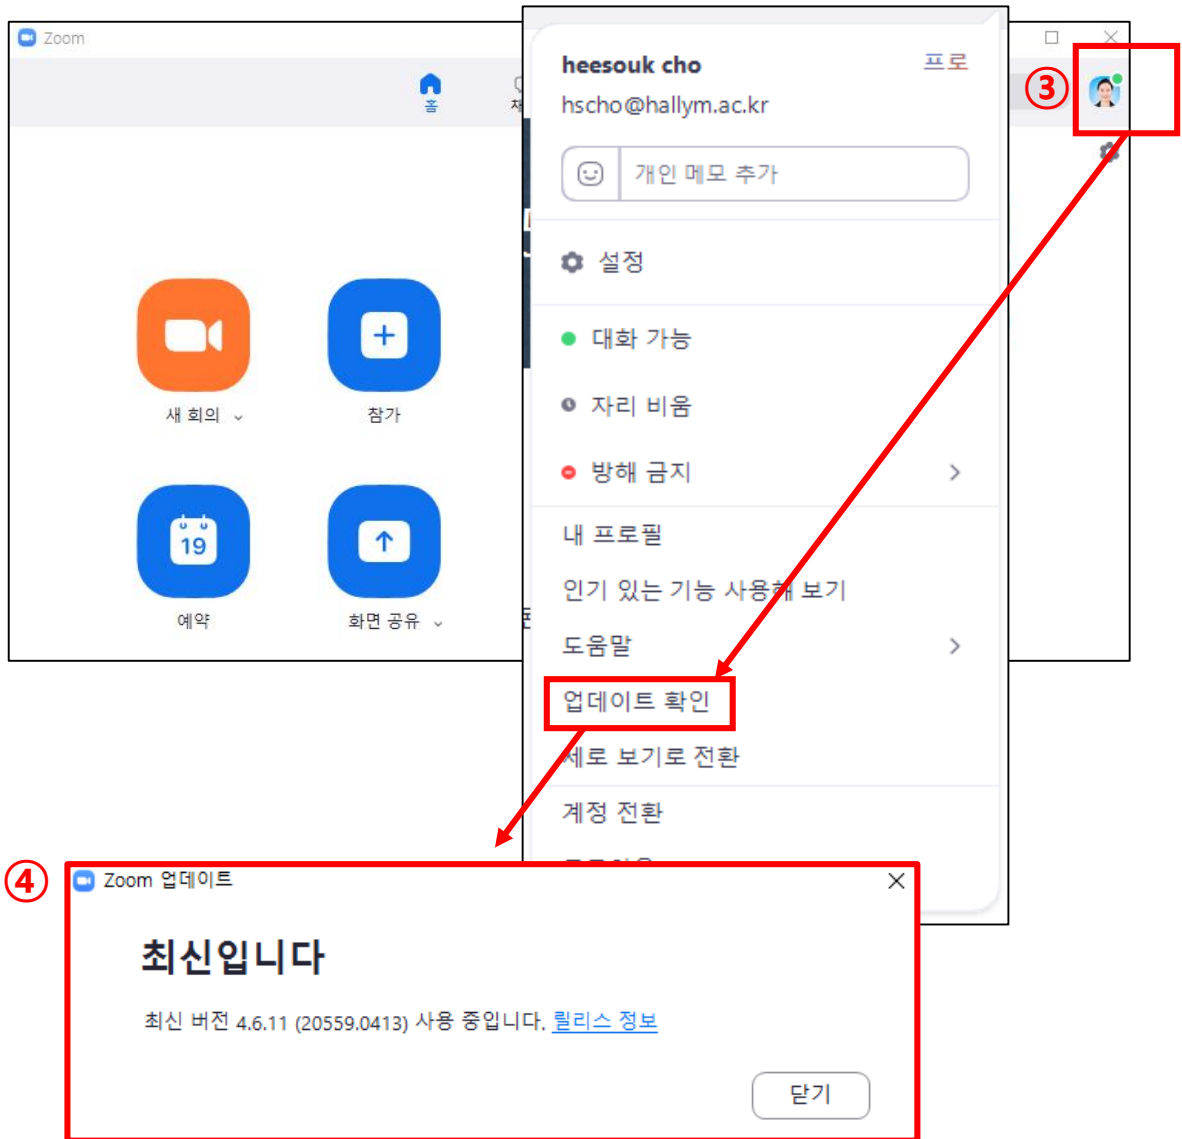 Zoom
홈
③
새 회의
참가
19
예약
화면 공유
heesouk cho
프로
hscho@hallym.ac.kr
개인 메모 추가
설정
대화 가능
자리 비움
방해 금지
내 프로필
인기 있는 기능 사용해 보기
도움말
업데이트 확인
세로 보기로 전환
계정 전환
④
Zoom 업데이트
최신입니다
최신 버전 4.6.11 (20559.0413) 사용 중입니다. 릴리스 정보
닫기